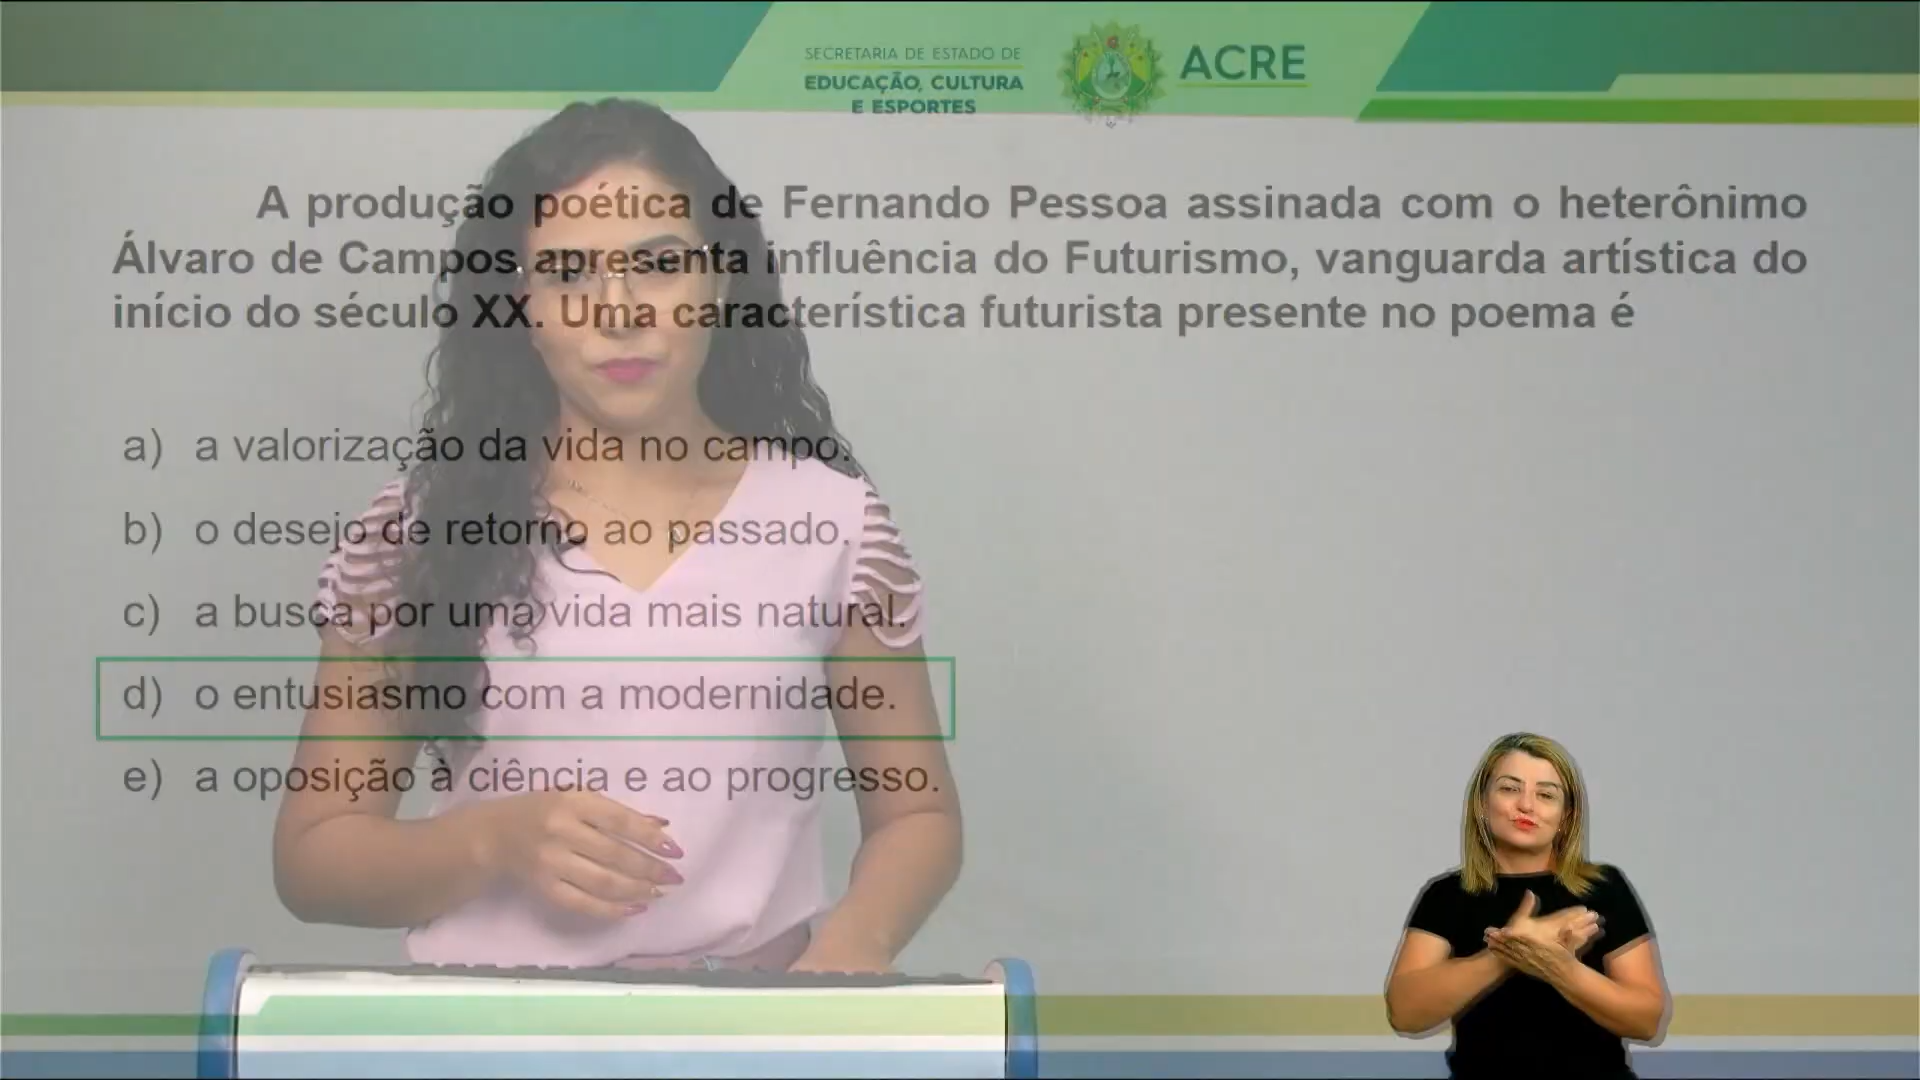 SECRETARIA DE ESTADO DE
EDUCAÇÃO, CULTURA
E ESPORTES
ACRE
A produção poética de Fernando Pessoa assinada com o heterônimo
Álvaro de Campos apresenta influência do Futurismo, vanguarda artística do
início do século XX. Uma característica futurista presente no poema é
a) a valorização da vida no campo.
b) o desejo de retorno ao passado.
c) a busca por uma vida mais natural.
d) o entusiasmo com a modernidade.
e) a oposição à ciência e ao progresso.